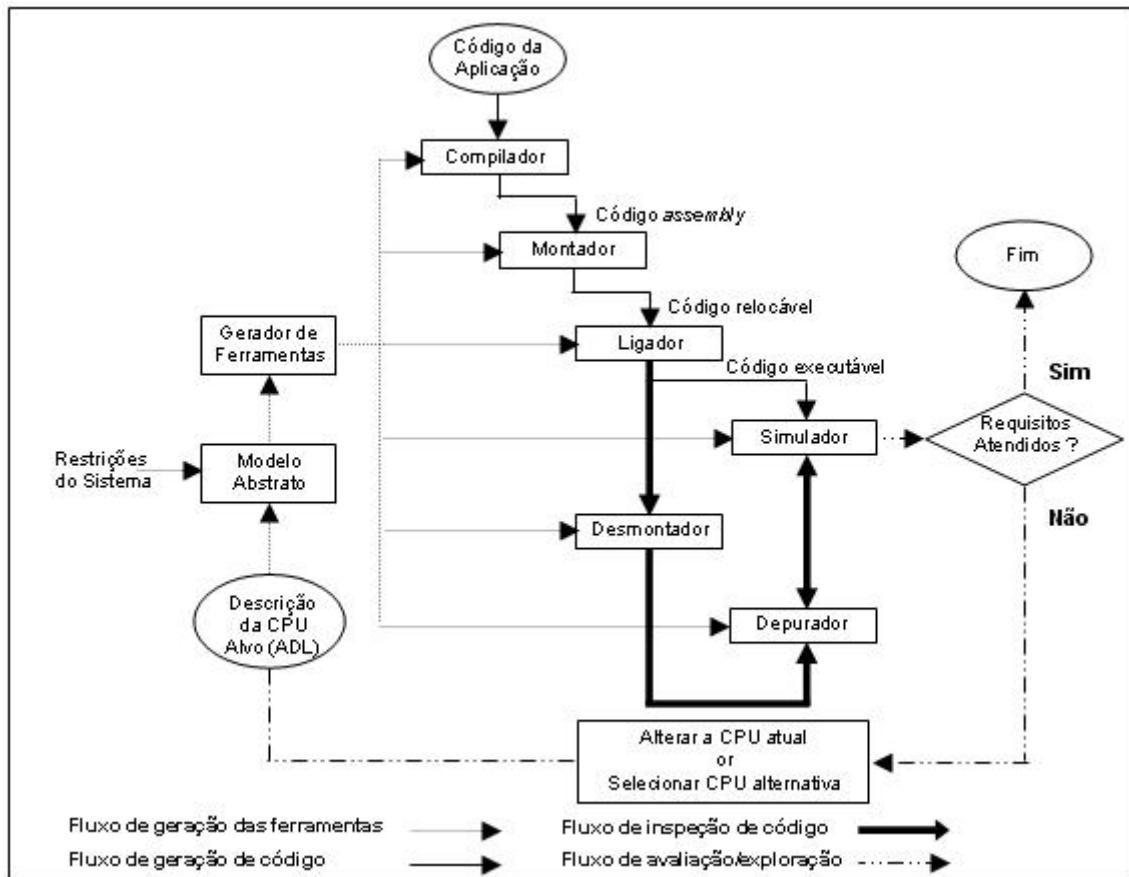 Código da
Aplicação
Compilador
Código assembly
Montador
Fim
Código relocável
Gerador de
Ferramentas
Ligador
Código executável
Sim
Requisitos
Atendidos ?
Simulador
Restrições
do Sistema
Modelo
Abstrato
Não
Desmontador
Descrição
da CPU
Alvo (ADL)
Depurador
Alterar a CPU atual
or
Selecionar CPU alternativa
Fluxo de geração das ferramentas
Fluxo de inspeção de código
Fluxo de geração de código
Fluxo de avaliação/exploração